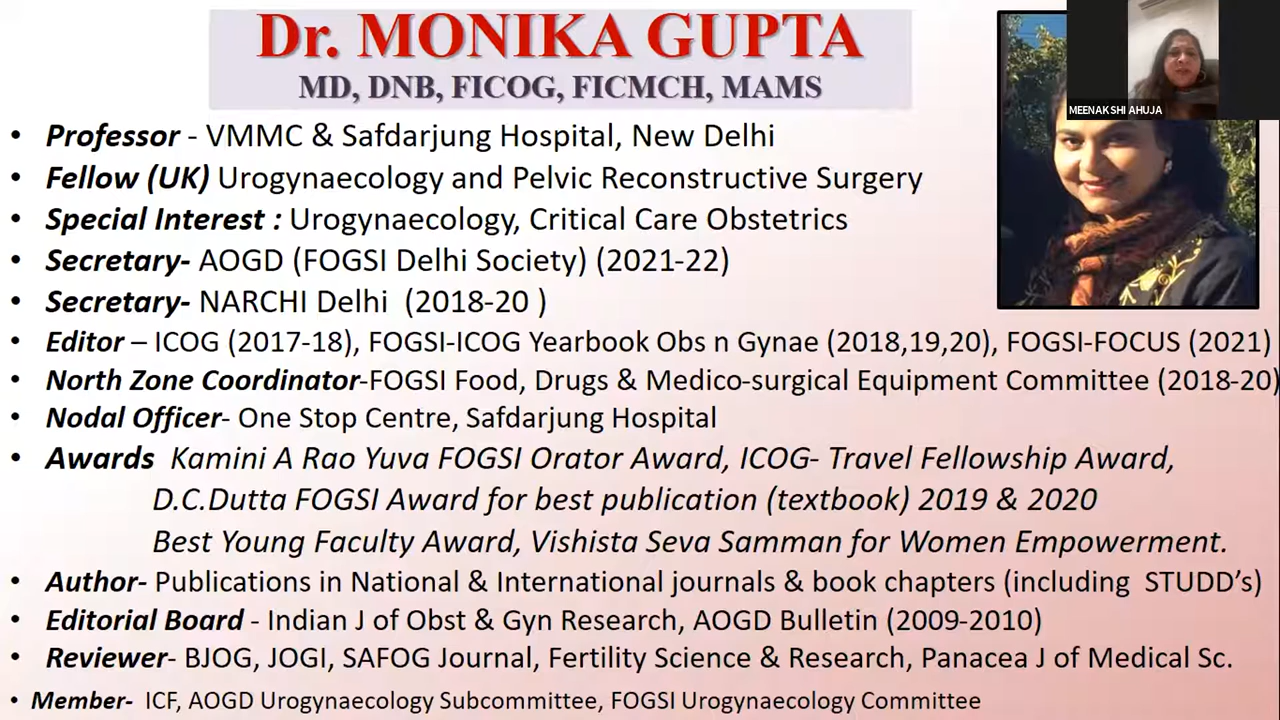 Dr. MONIKA GUPTA
MD, DNB, FICOG, FICMCH, MAMS
MEENAKSHI AHUJA
• Professor - VMMC & Safdarjung Hospital, New Delhi
• Fellow (UK) Urogynaecology and Pelvic Reconstructive Surgery
• Special Interest : Urogynaecology, Critical Care Obstetrics
• Secretary- AOGD (FOGSI Delhi Society) (2021-22)
• Secretary- NARCHI Delhi (2018-20 )
• Editor – ICOG (2017-18), FOGSI-ICOG Yearbook Obs n Gynae (2018,19,20), FOGSI-FOCUS (2021)
• North Zone Coordinator-FOGSI Food, Drugs & Medico-surgical Equipment Committee (2018-20)
• Nodal Officer- One Stop Centre, Safdarjung Hospital
• Awards Kamini A Rao Yuva FOGSI Orator Award, ICOG- Travel Fellowship Award,
D.C.Dutta FOGSI Award for best publication (textbook) 2019 & 2020
Best Young Faculty Award, Vishista Seva Samman for Women Empowerment.
• Author- Publications in National & International journals & book chapters (including STUDD’s)
• Editorial Board - Indian J of Obst & Gyn Research, AOGD Bulletin (2009-2010)
• Reviewer- BJOG, JOGI, SAFOG Journal, Fertility Science & Research, Panacea J of Medical Sc.
• Member- ICF, AOGD Urogynaecology Subcommittee, FOGSI Urogynaecology Committee